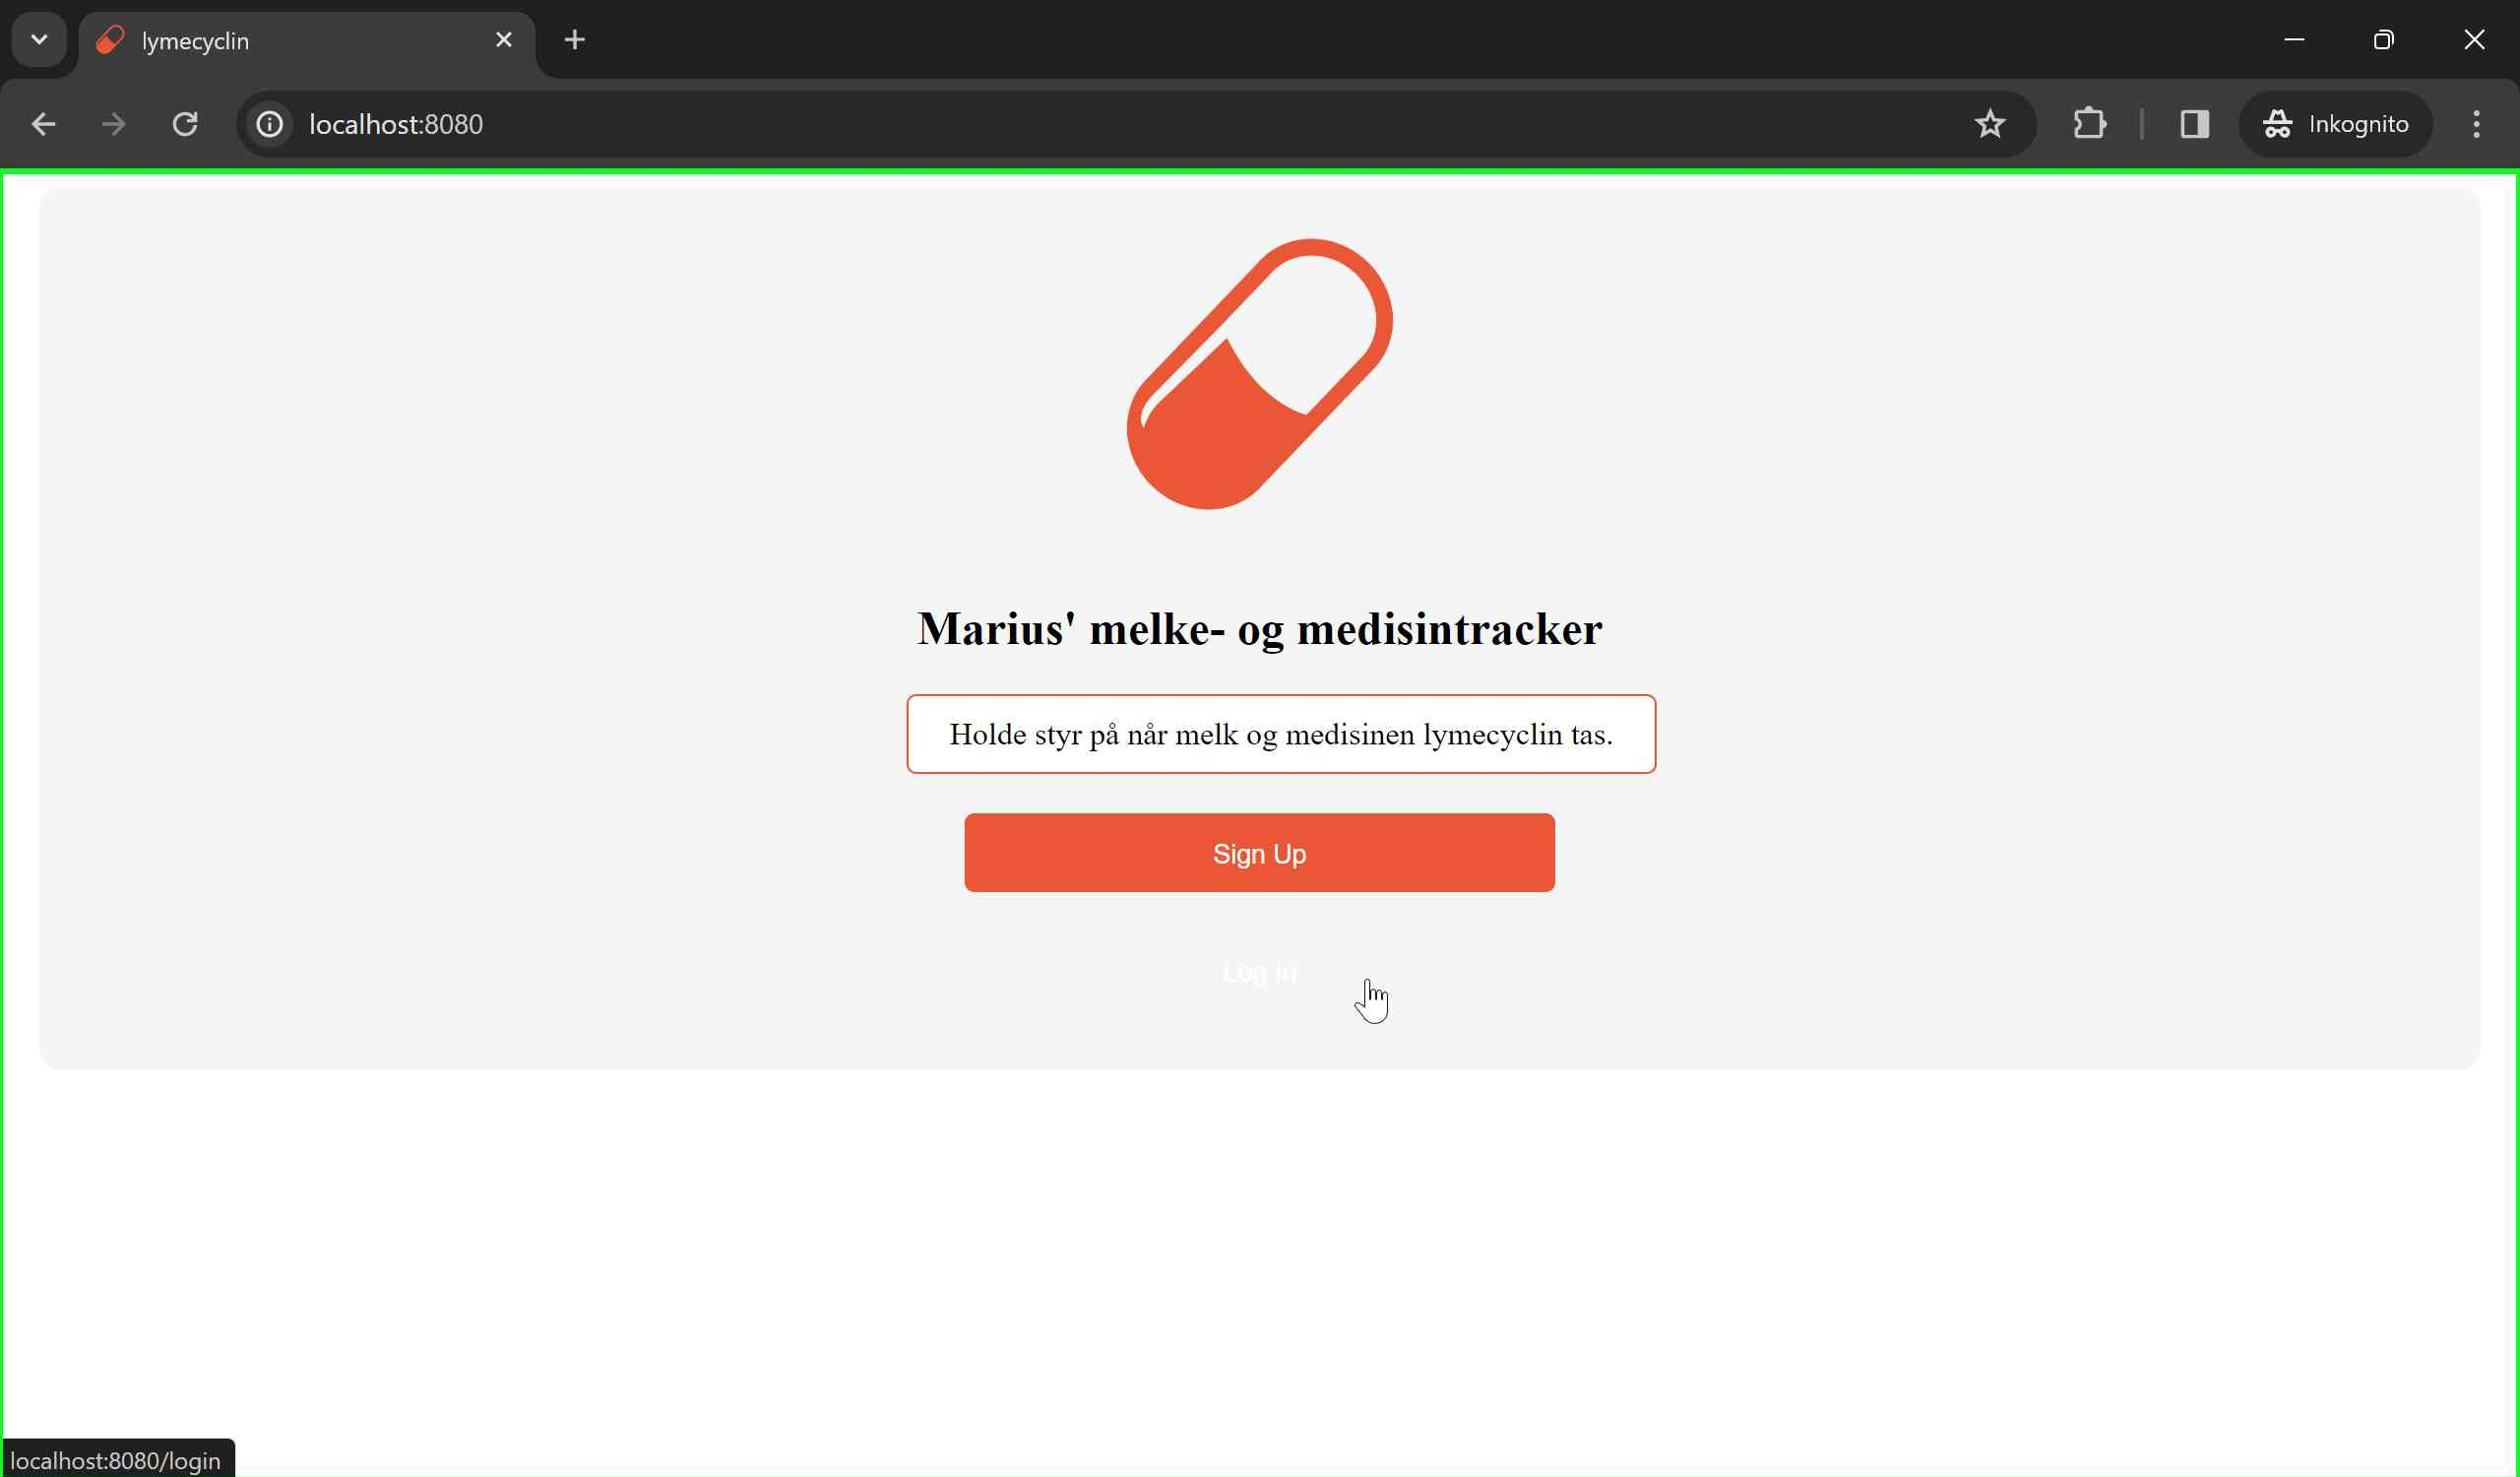 lymecyclin
localhost:8080
Inkognito
Marius' melke- og medisintracker
Holde styr på når melk og medisinen lymecyclin tas.
Sign Up
Log In
localhost:8080/login